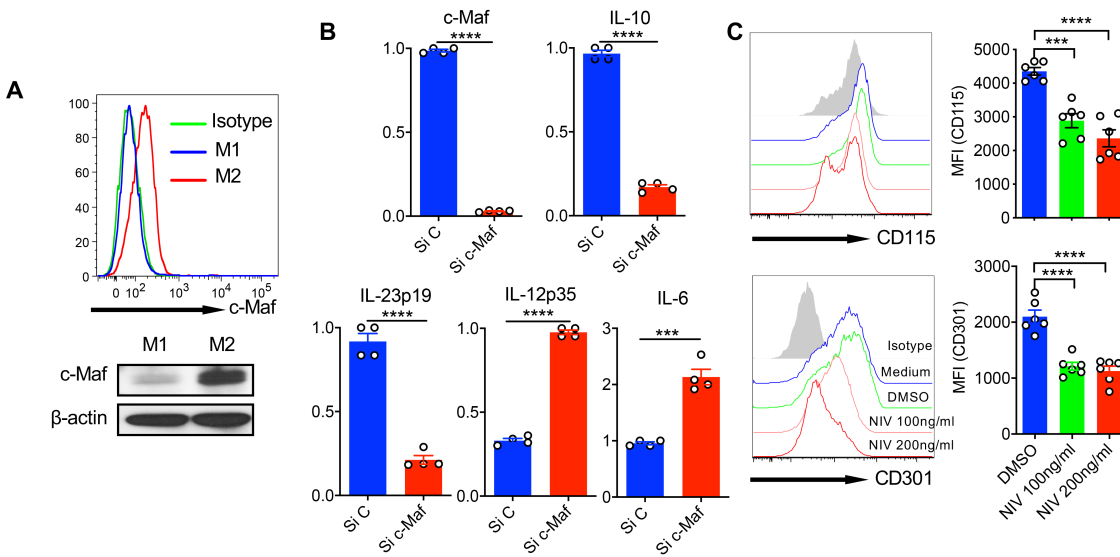 A
100
80
60
40
20
0
0 10² 10³ 10⁴ 10⁵
Isotype
M1
M2
c-Maf
M1 M2
c-Maf
β-actin
B
c-Maf
****
1.0
0.5
0.0
Si C
Si c-Maf
IL-10
****
1.0
0.5
0.0
Si C
Si c-Maf
IL-23p19
****
1.0
0.5
0.0
Si C
Si c-Maf
IL-12p35
****
1.0
0.5
0.0
Si C
Si c-Maf
IL-6
***
3
2
1
0
Si C
Si c-Maf
C
CD115
MFI (CD115)
5000
4000
3000
2000
1000
0
****
***
Isotype
Medium
DMSO
NIV 100ng/ml
NIV 200ng/ml
CD301
MFI (CD301)
3000
2000
1000
0
****
****
DMSO
NIV 100ng/ml
NIV 200ng/ml